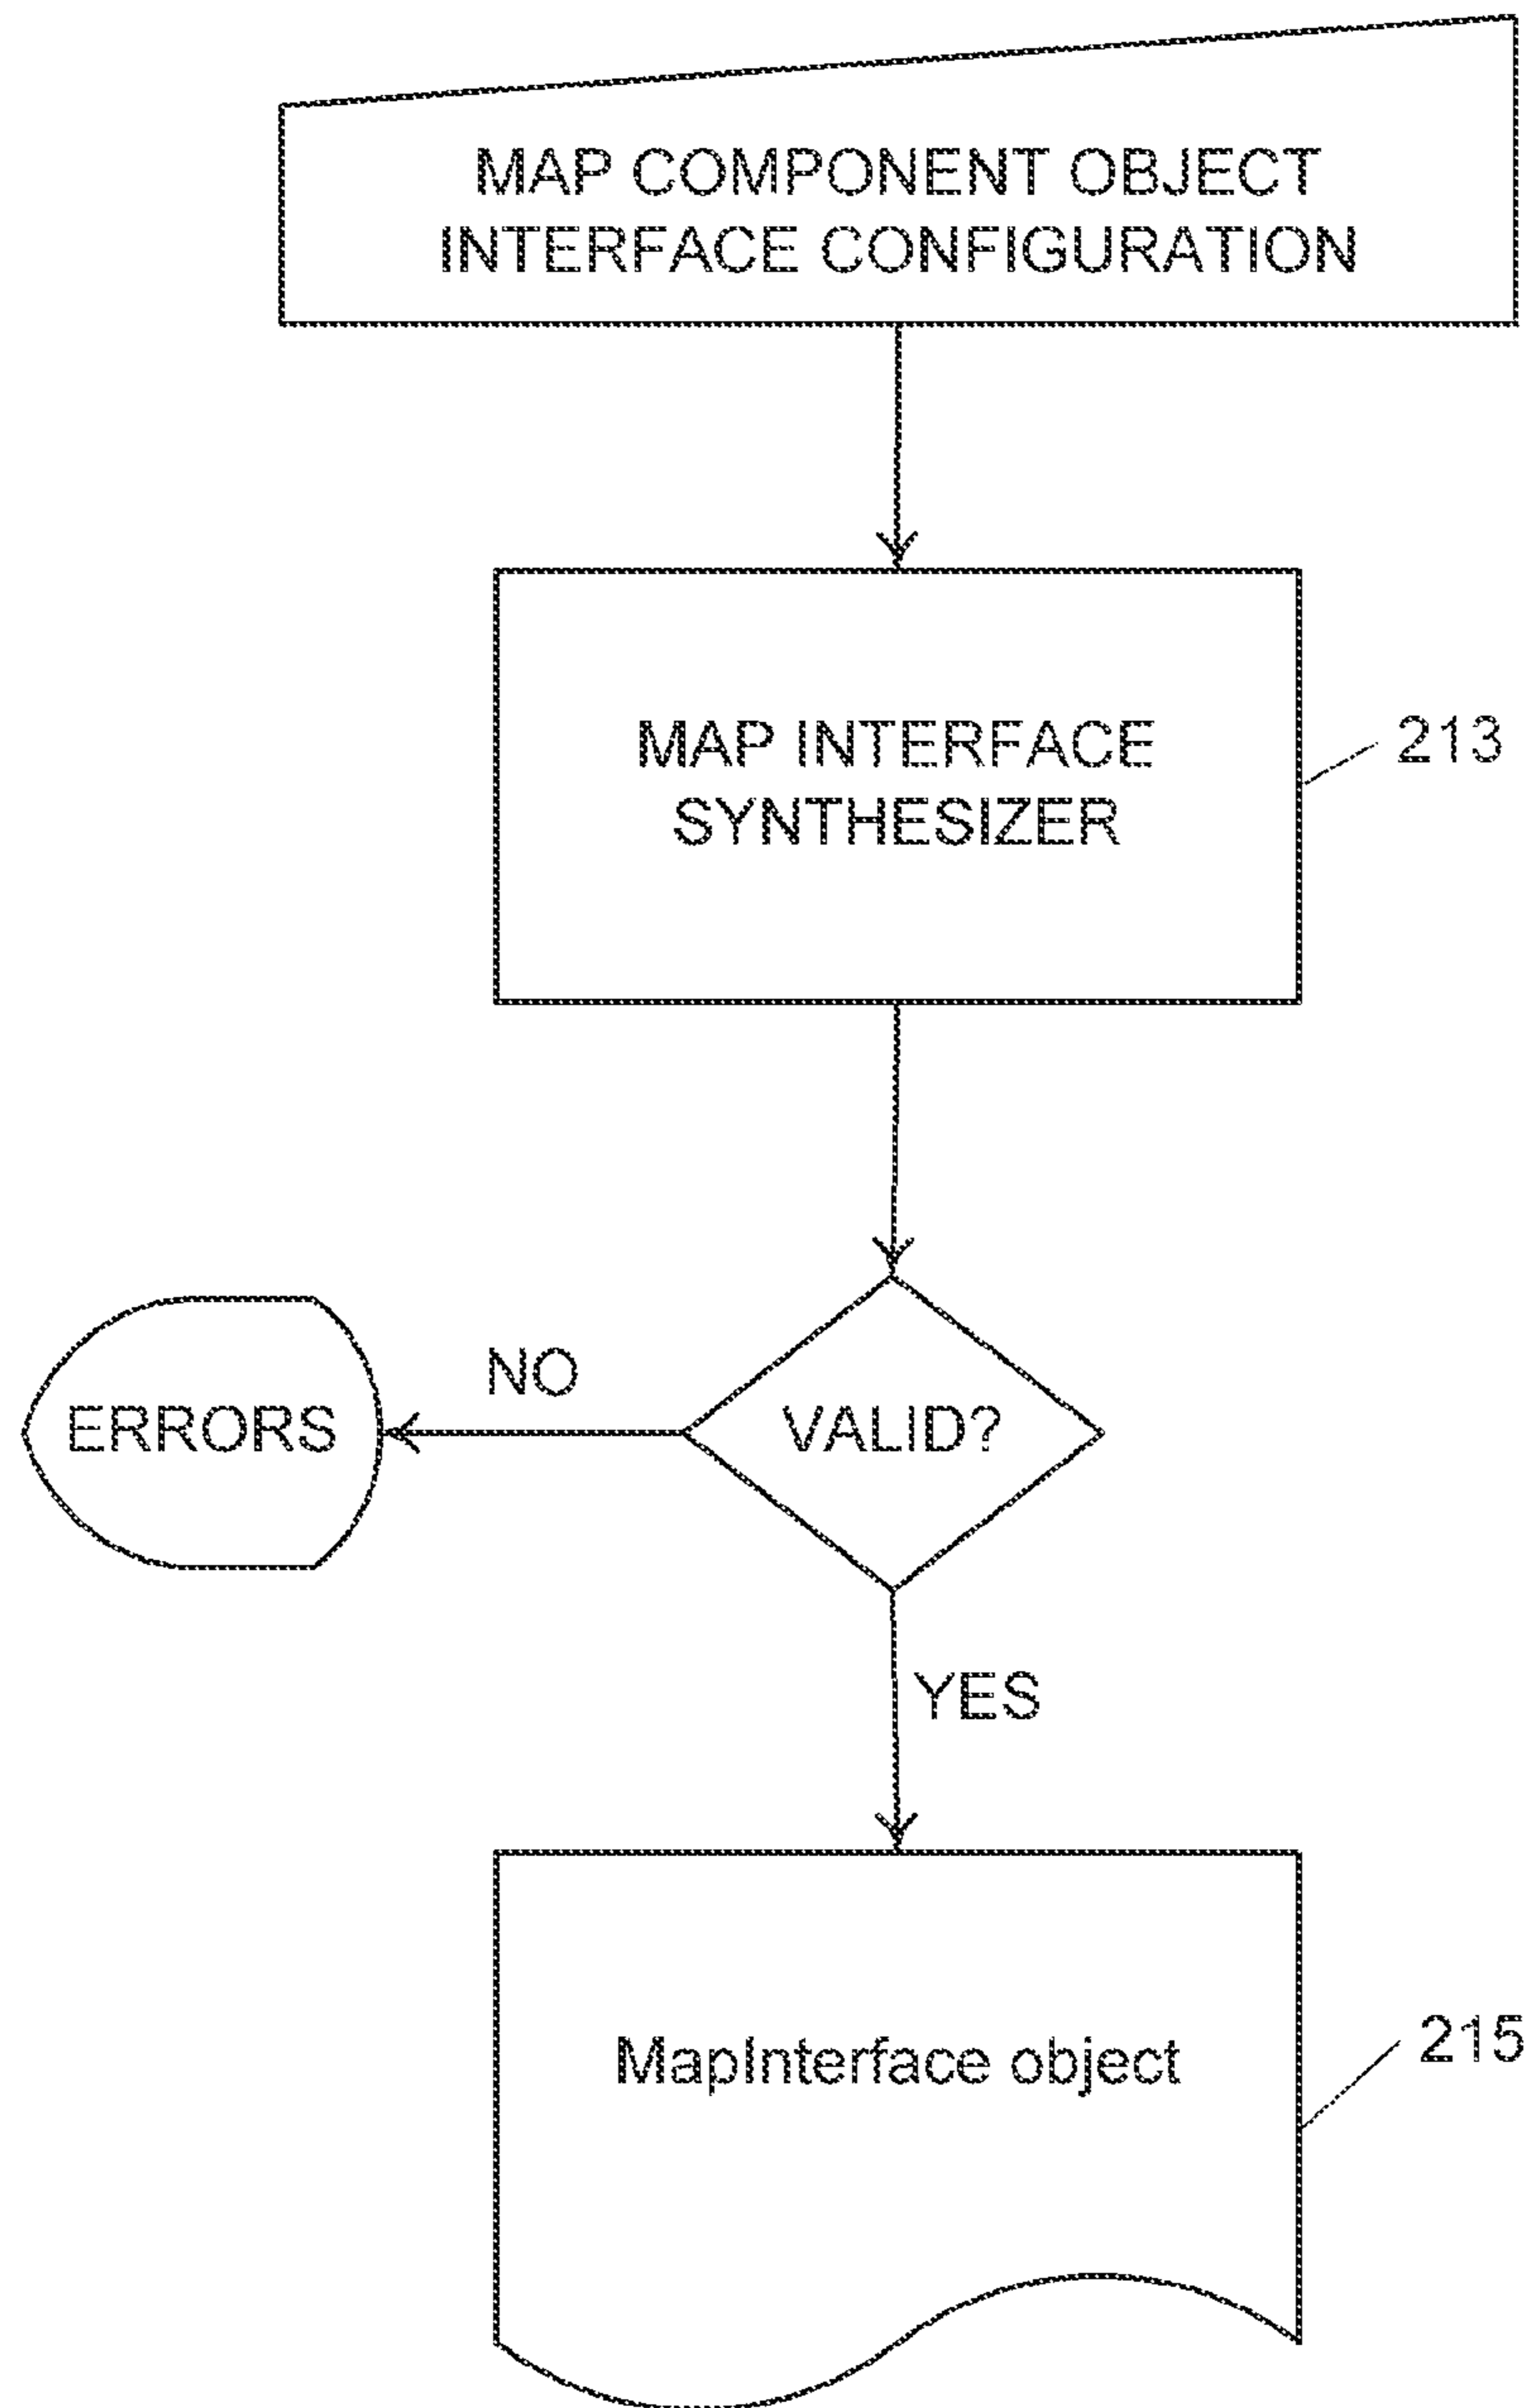 MAP COMPONENT OBJECT
INTERFACE CONFIGURATION
MAP INTERFACE
SYNTHESIZER
213
NO
ERRORS
VALID?
YES
MapInterface object
215